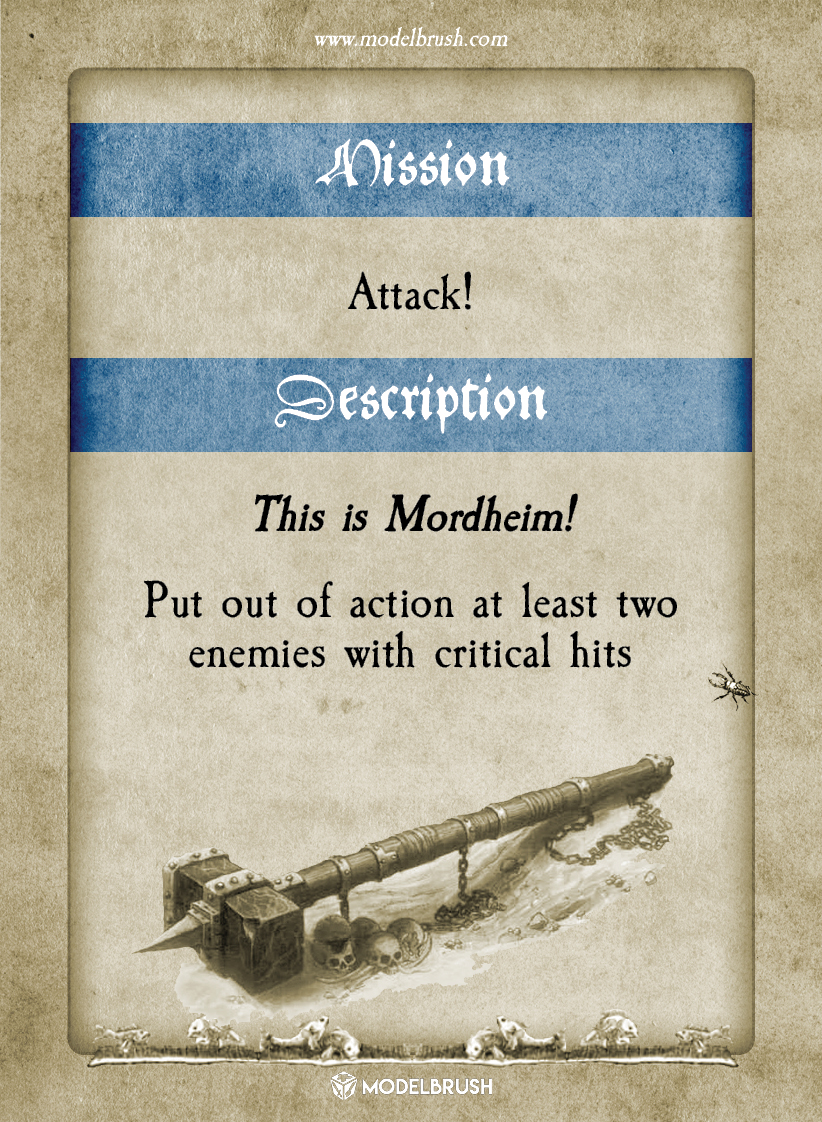 www.modelbrush.com
Mission
Attack!
Description
This is Mordheim!
Put out of action at least two
enemies with critical hits
MODELBRUSH